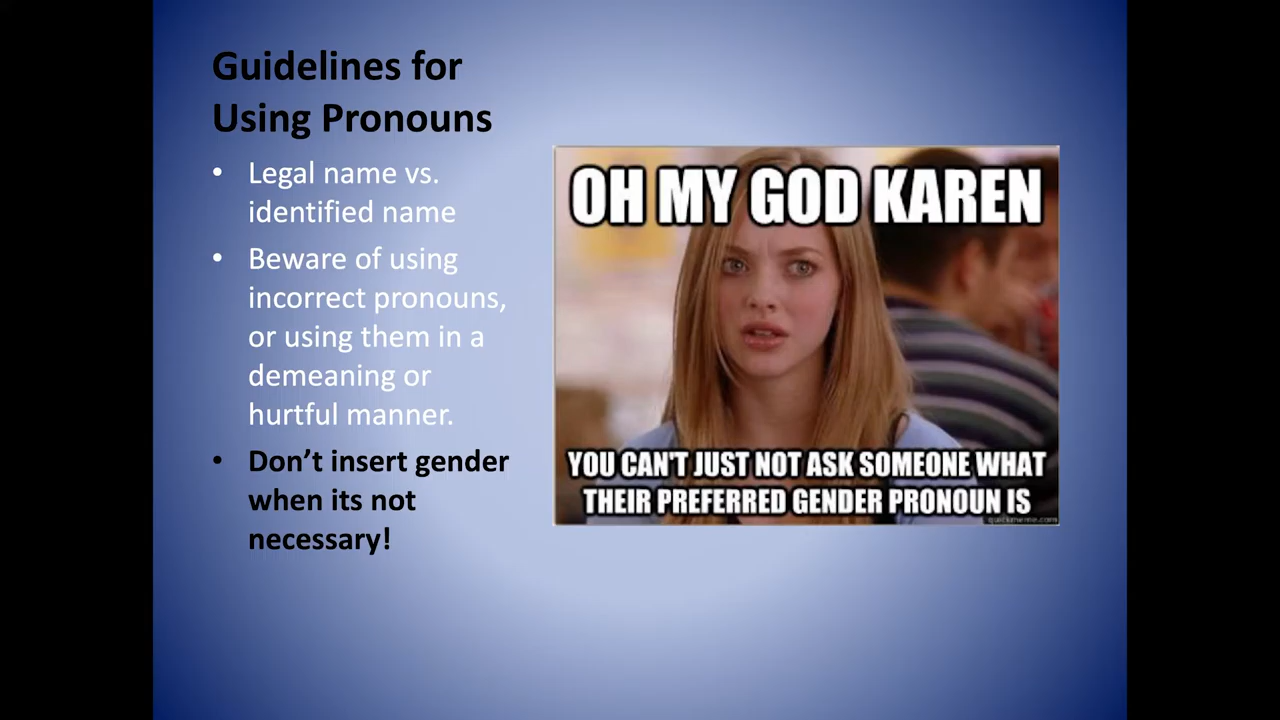 Guidelines for
Using Pronouns
• Legal name vs.
identified name
• Beware of using
incorrect pronouns,
or using them in a
demeaning or
hurtful manner.
• Don’t insert gender
when its not
necessary!
OH MY GOD KAREN
YOU CAN'T JUST NOT ASK SOMEONE WHAT
THEIR PREFERRED GENDER PRONOUN IS
quickmeme.com